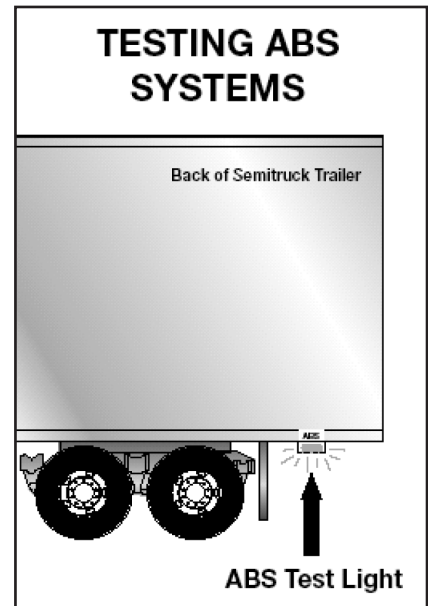 TESTING ABS
SYSTEMS
Back of Semitruck Trailer
ABS
ABS Test Light